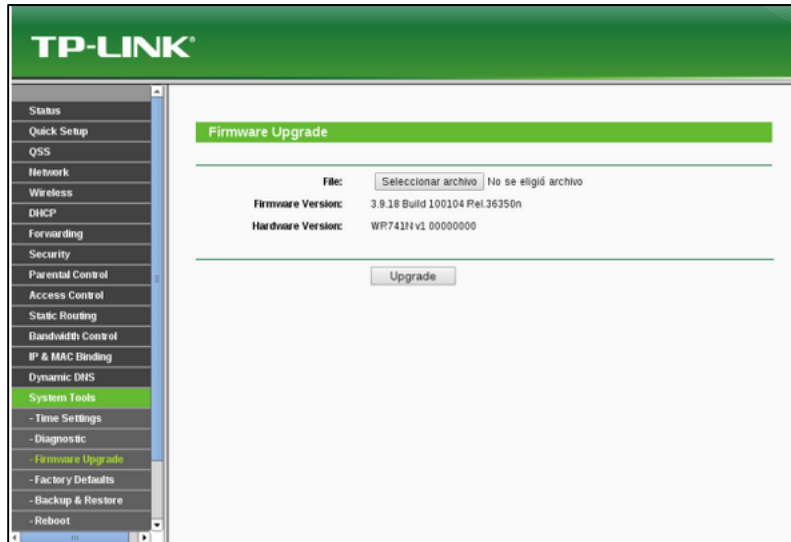 TP-LINK®
Status
Quick Setup
QSS
Network
Wireless
DHCP
Forwarding
Security
Parental Control
Access Control
Static Routing
Bandwidth Control
IP & MAC Binding
Dynamic DNS
System Tools
- Time Settings
- Diagnostic
- Firmware Upgrade
- Factory Defaults
- Backup & Restore
- Reboot
Firmware Upgrade
File: Seleccionar archivo No se eligió archivo
Firmware Version: 3.9.18 Build 100104 Rel.36350n
Hardware Version: WR741N v1 00000000
Upgrade